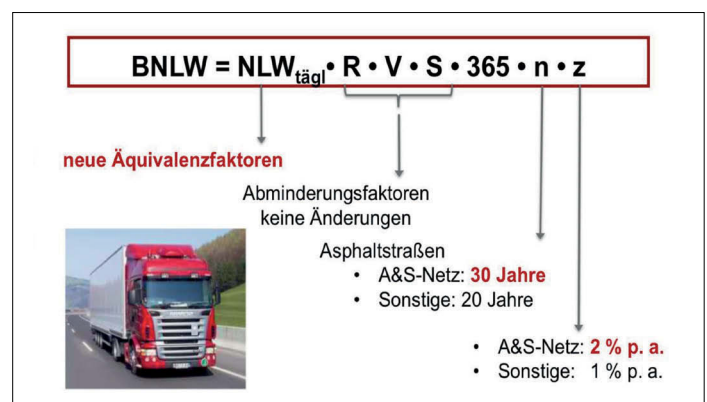 BNLW = NLWtägl • R • V • S • 365 • n • z
neue Äquivalenzfaktoren
Abminderungsfaktoren
keine Änderungen
Asphaltstraßen
• A&S-Netz: 30 Jahre
• Sonstige: 20 Jahre
• A&S-Netz: 2 % p. a.
• Sonstige: 1 % p. a.